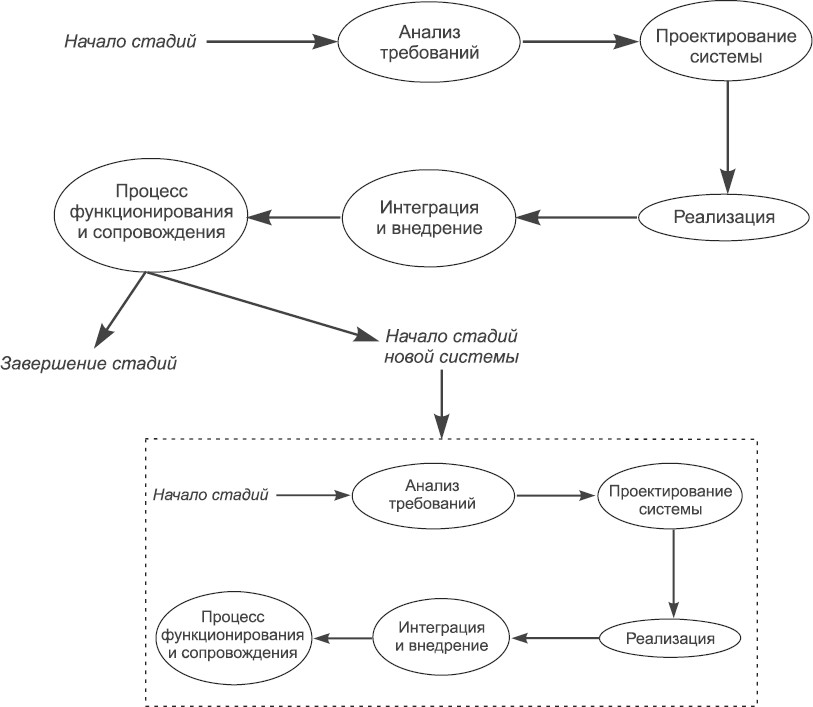 Начало стадий
Анализ
требований
Проектирование
системы
Процесс
функционирования
и сопровождения
Интеграция
и внедрение
Реализация
Завершение стадий
Начало стадий
новой системы
Начало стадий
Анализ
требований
Проектирование
системы
Процесс
функционирования
и сопровождения
Интеграция
и внедрение
Реализация